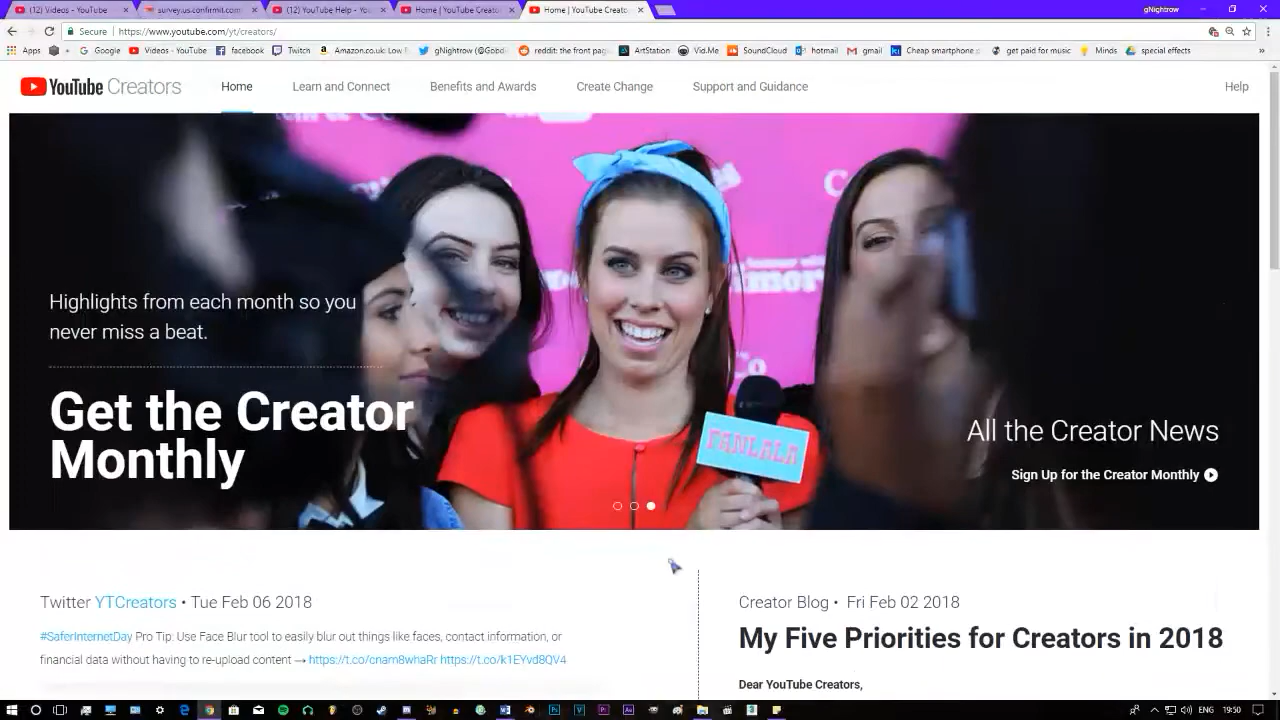 (12) Videos - YouTube
survey.us.confirmit.com
(12) YouTube Help - You
Home | YouTube Creato
Home | YouTube Creato
gNightrow
Secure
https://www.youtube.com/yt/creators/
Apps
G
Videos - YouTube
facebook
Twitch
Amazon.co.uk: Low B
gNightrow (@Gobd
reddit: the front pag
ArtStation
Vid.Me
SoundCloud
hotmail
gmail
Cheap smartphone
get paid for music
Minds
special effects
»
YouTube Creators
Home
Learn and Connect
Benefits and Awards
Create Change
Support and Guidance
Help
Highlights from each month so you
never miss a beat.
Get the Creator
Monthly
FANLALA
All the Creator News
Sign Up for the Creator Monthly
Twitter YTCreators • Tue Feb 06 2018
#SaferInternetDay Pro Tip: Use Face Blur tool to easily blur out things like faces, contact information, or
financial data without having to re-upload content → https://t.co/cnam8whaRr https://t.co/k1EYvd8QV4
Creator Blog • Fri Feb 02 2018
My Five Priorities for Creators in 2018
Dear YouTube Creators,
ENG
19:50